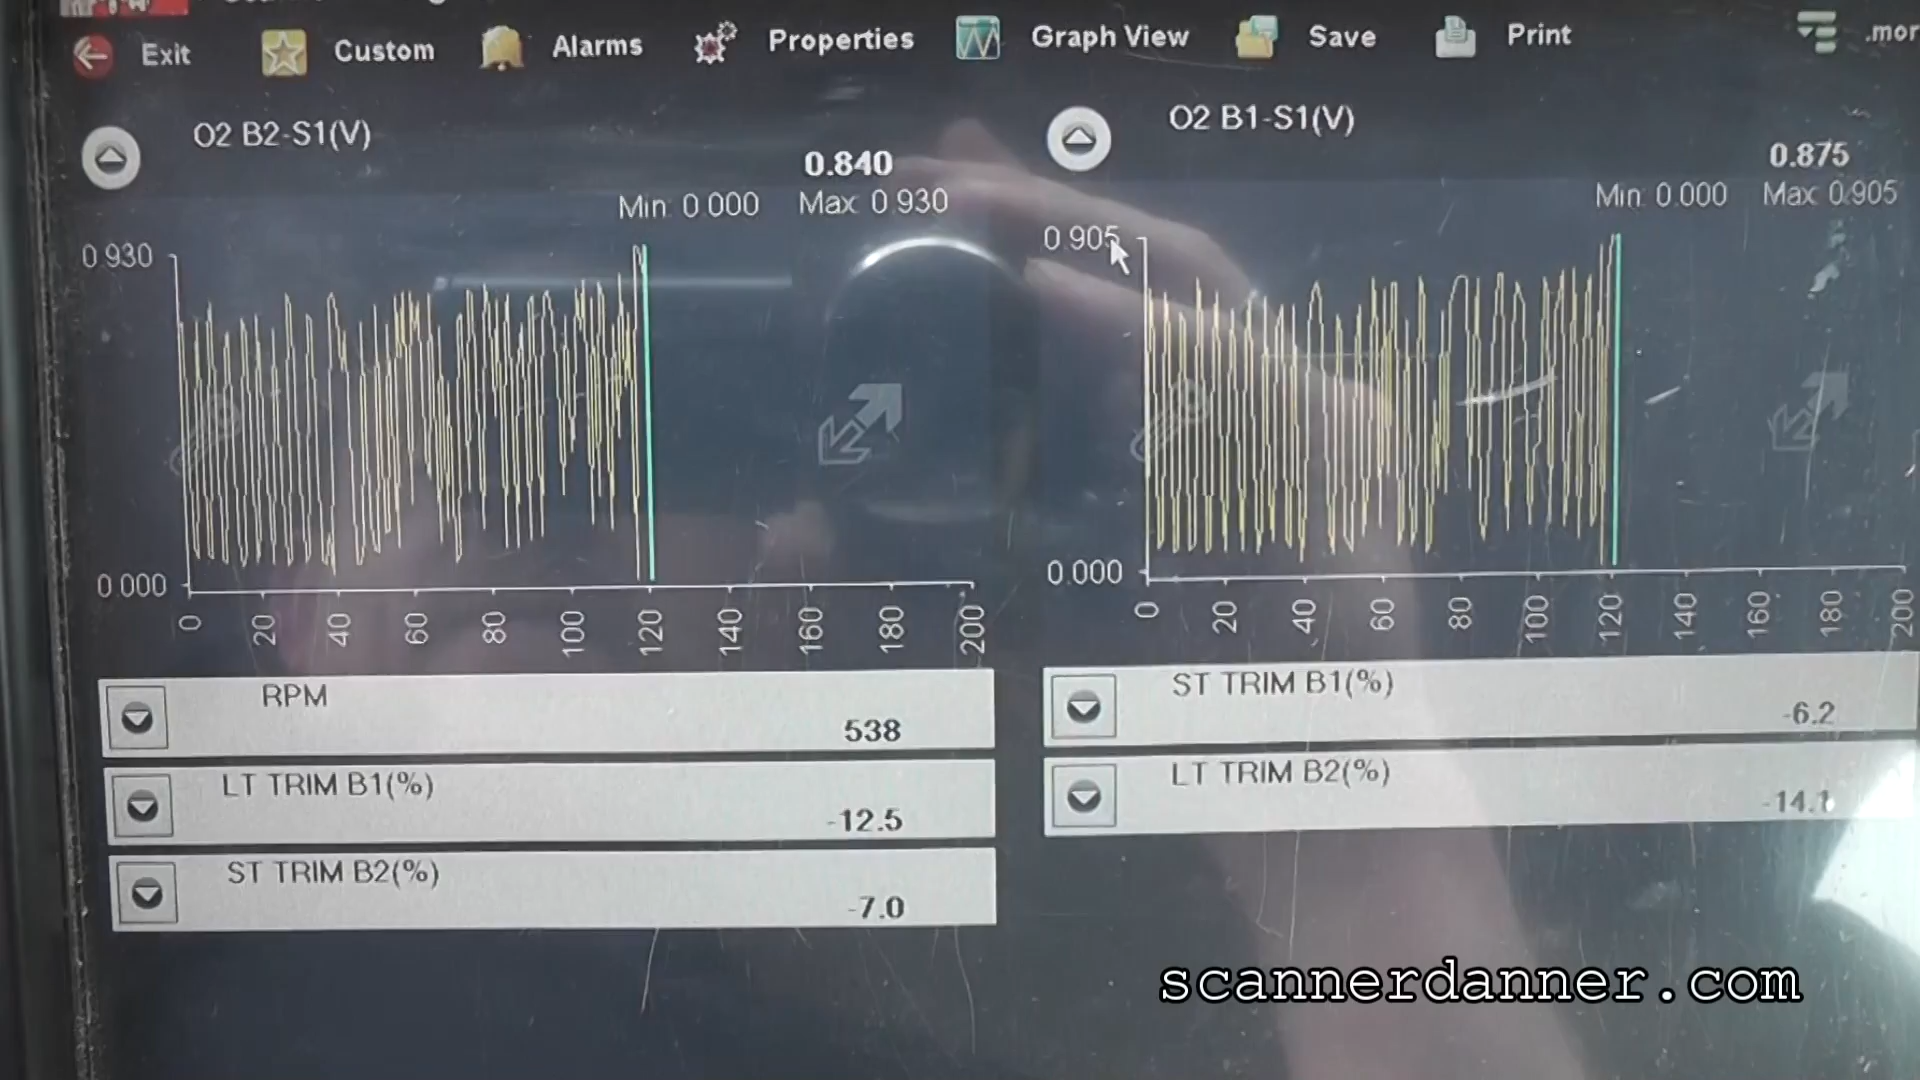 Exit Custom Alarms Properties Graph View Save Print .mor
O2 B2-S1(V)
0.840
Min: 0.000 Max: 0.930
0.930
0.000
0 20 40 60 80 100 120 140 160 180 200
O2 B1-S1(V)
0.875
Min: 0.000 Max: 0.905
0.905
0.000
0 20 40 60 80 100 120 140 160 180 200
RPM
538
LT TRIM B1(%)
-12.5
ST TRIM B2(%)
-7.0
ST TRIM B1(%)
-6.2
LT TRIM B2(%)
-14.1
scannerdanner.com